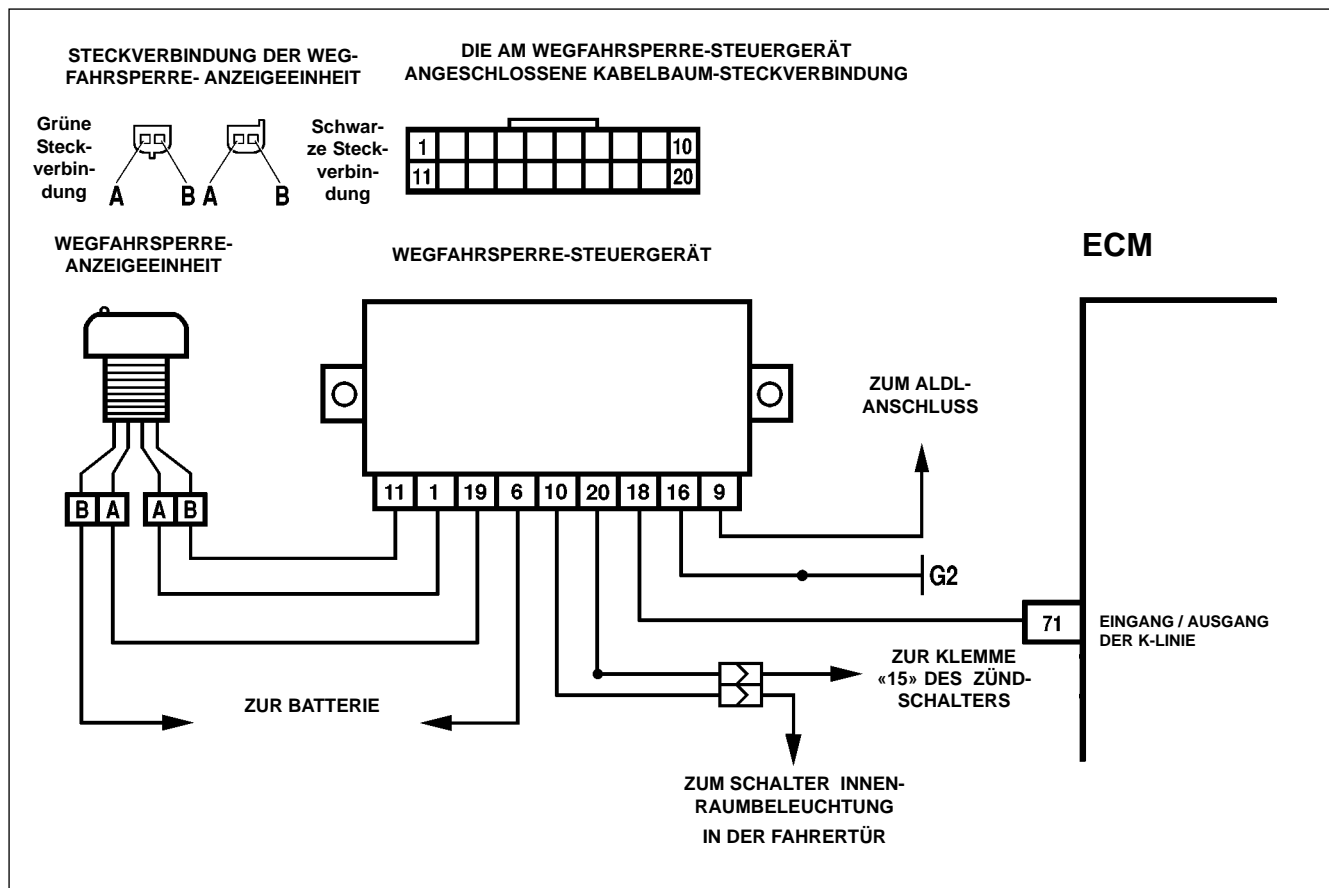 STECKVERBINDUNG DER WEG-
FAHRSPERRE- ANZEIGEEINHEIT
DIE AM WEGFAHRSPERRE-STEUERGERÄT
ANGESCHLOSSENE KABELBAUM-STECKVERBINDUNG
Grüne
Steck-
verbin-
dung
A B A B
Schwar-
ze Steck-
verbin-
dung
1 10
11 20
WEGFAHRSPERRE-
ANZEIGEEINHEIT
WEGFAHRSPERRE-STEUERGERÄT
ECM
ZUM ALDL-
ANSCHLUSS
B A A B
11 1 19 6 10 20 18 16 9
G2
71
EINGANG / AUSGANG
DER K-LINIE
ZUR KLEMME
«15» DES ZÜND-
SCHALTERS
ZUR BATTERIE
ZUM SCHALTER INNEN-
RAUMBELEUCHTUNG
IN DER FAHRERTÜR